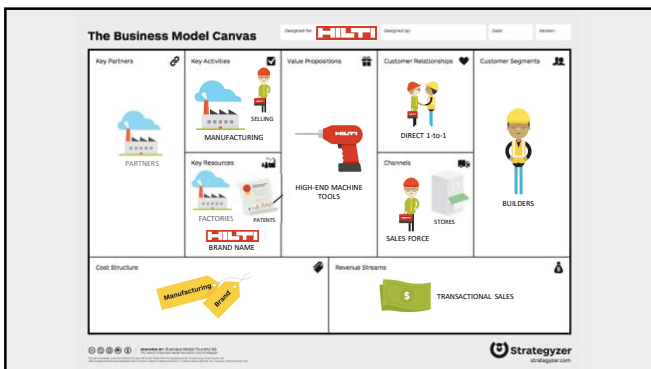 The Business Model Canvas
Designed for:
HILTI
Designed by:
Date:
Version:
Key Partners
PARTNERS
Key Activities
SELLING
MANUFACTURING
Key Resources
FACTORIES
PATENTS
HILTI
BRAND NAME
Value Propositions
HILTI
HIGH-END MACHINE
TOOLS
Customer Relationships
DIRECT 1-to-1
Channels
SALES FORCE
STORES
Customer Segments
BUILDERS
Cost Structure
Manufacturing
Brand
Revenue Streams
$
TRANSACTIONAL SALES
DESIGNED BY: Business Model Foundry AG
Strategyzer
strategyzer.com